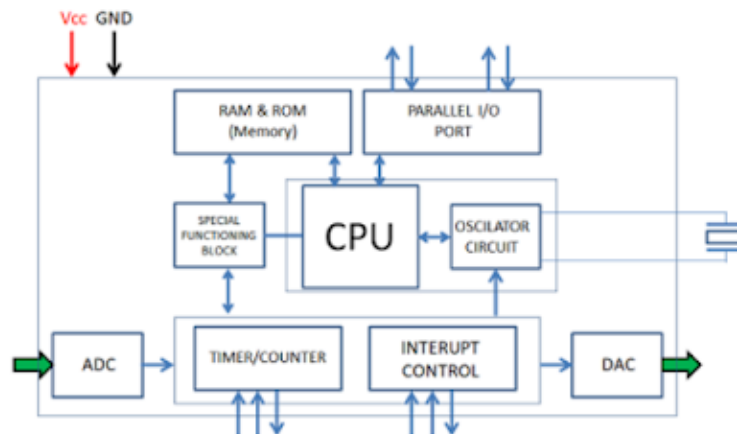 Vcc GND
RAM & ROM
(Memory)
PARALLEL I/O
PORT
SPECIAL
FUNCTIONING
BLOCK
CPU
OSCILATOR
CIRCUIT
ADC
TIMER/COUNTER
INTERUPT
CONTROL
DAC